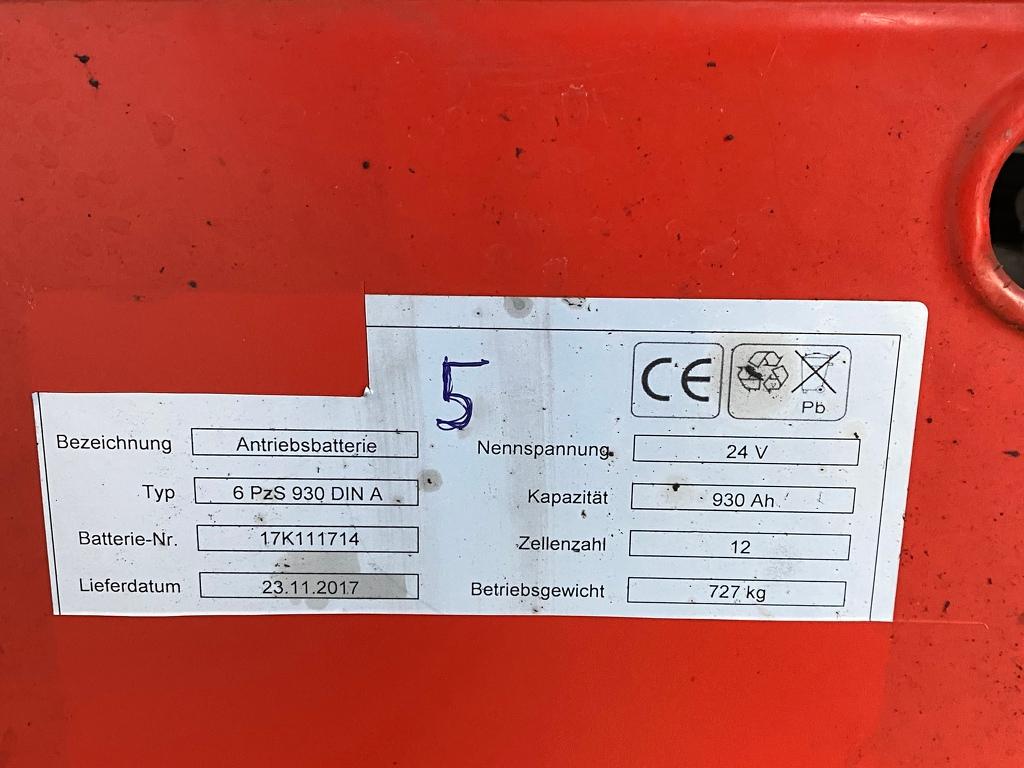 5
CE
Pb
Bezeichnung Antriebsbatterie
Nennspannung 24 V
Typ 6 PzS 930 DIN A
Kapazität 930 Ah
Batterie-Nr. 17K111714
Zellenzahl 12
Lieferdatum 23.11.2017
Betriebsgewicht 727 kg